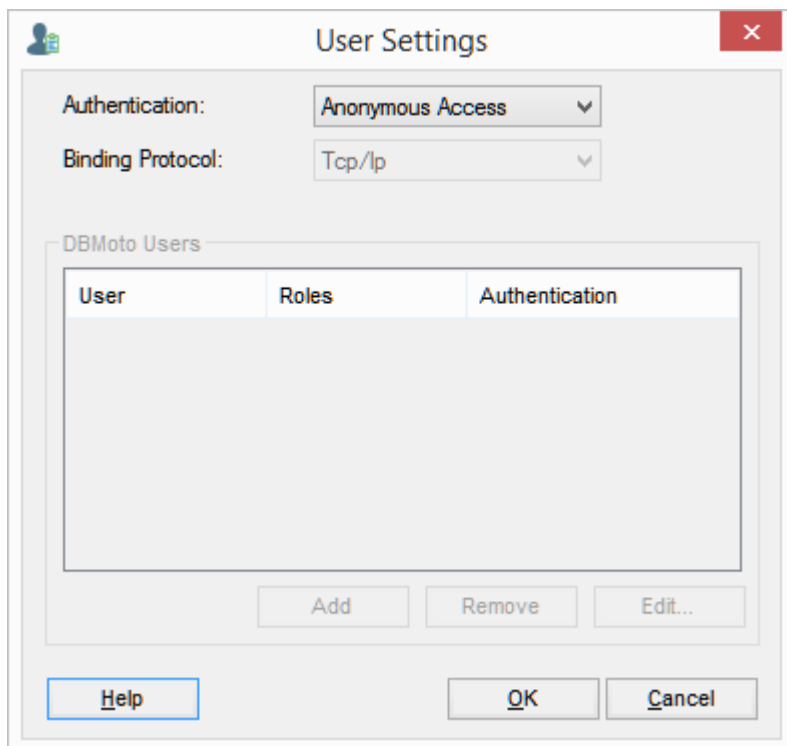 User Settings
Authentication: Anonymous Access
Binding Protocol: Tcp/Ip
DBMoto Users
User Roles Authentication
Add Remove Edit...
Help OK Cancel